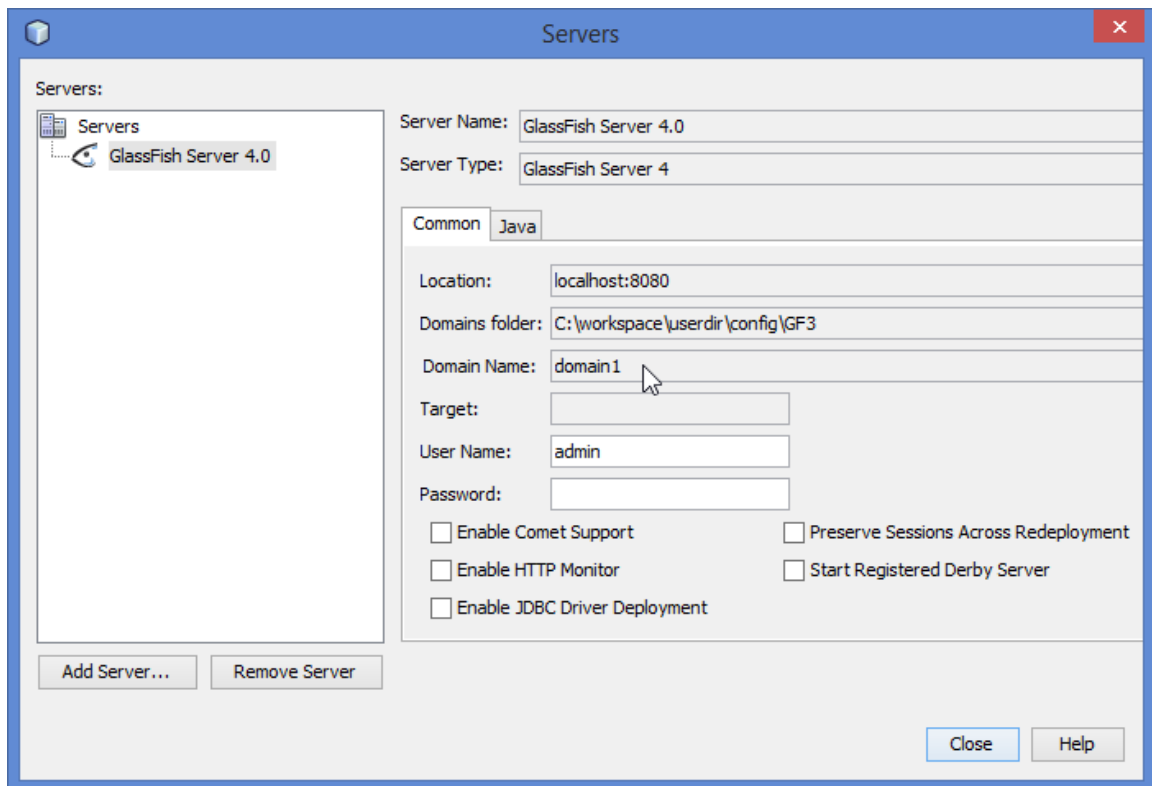 Servers
Servers:
Servers
GlassFish Server 4.0
Server Name: GlassFish Server 4.0
Server Type: GlassFish Server 4
Common Java
Location: localhost:8080
Domains folder: C:\workspace\userdir\config\GF3
Domain Name: domain1
Target:
User Name: admin
Password:
Enable Comet Support Preserve Sessions Across Redeployment
Enable HTTP Monitor Start Registered Derby Server
Enable JDBC Driver Deployment
Add Server... Remove Server
Close Help